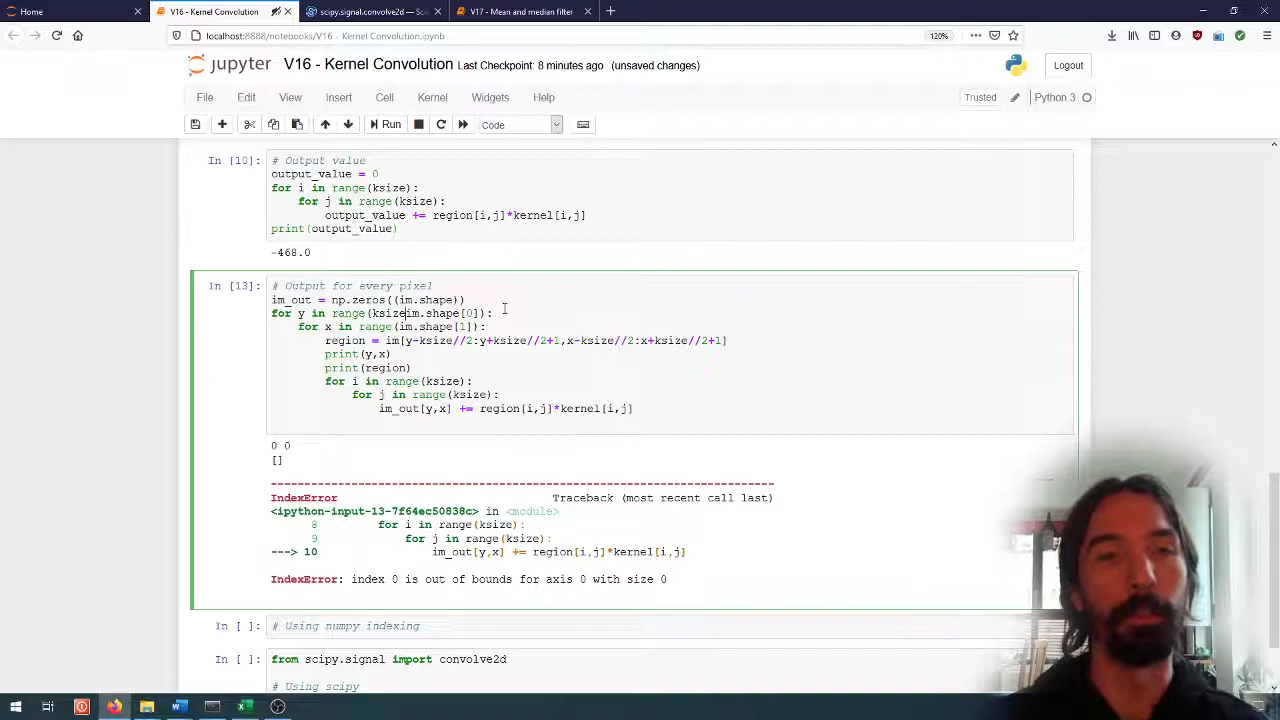 Home
V16 - Kernel Convolution
scipy.signal.convolve2d
V17 - Mean and median filter
localhost:8888/notebooks/V16 - Kernel Convolution.ipynb
120%
jupyter V16 - Kernel Convolution Last Checkpoint: 8 minutes ago (unsaved changes)
Logout
File Edit View Insert Cell Kernel Widgets Help
Trusted
Python 3
Run
Code
In [10]:
# Output value
output_value = 0
for i in range(ksize):
for j in range(ksize):
output_value += region[i,j]*kernel[i,j]
print(output_value)
-468.0
In [13]:
# Output for every pixel
im_out = np.zeros((im.shape))
for y in range(ksizeim.shape[0]):
for x in range(im.shape[1]):
region = im[y-ksize//2:y+ksize//2+1,x-ksize//2:x+ksize//2+1]
print(y,x)
print(region)
for i in range(ksize):
for j in range(ksize):
im_out[y,x] += region[i,j]*kernel[i,j]
0 0
[]
---------------------------------------------------------------------------
IndexError Traceback (most recent call last)
<ipython-input-13-7f64ec50838c> in <module>
8 for i in range(ksize):
9 for j in range(ksize):
---> 10 im_out[y,x] += region[i,j]*kernel[i,j]
IndexError: index 0 is out of bounds for axis 0 with size 0
In [ ]:
# Using numpy indexing
In [ ]:
from scipy.signal import convolve2d
# Using scipy